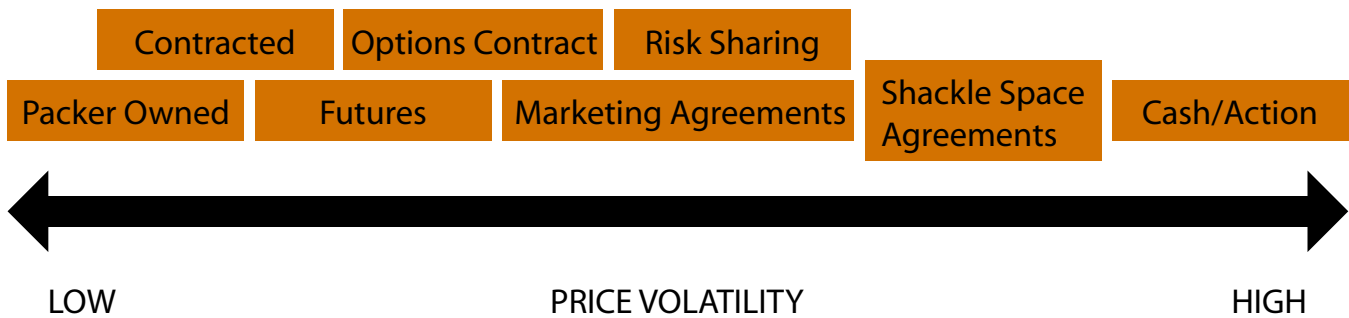 Contracted
Options Contract
Risk Sharing
Packer Owned
Futures
Marketing Agreements
Shackle Space
Agreements
Cash/Action
LOW
PRICE VOLATILITY
HIGH